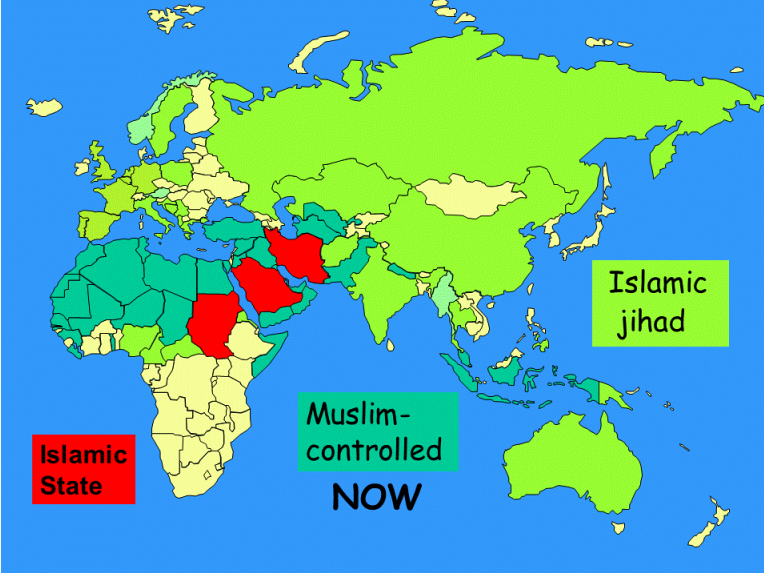 Islamic
jihad
Muslim-
controlled
Islamic
State
NOW